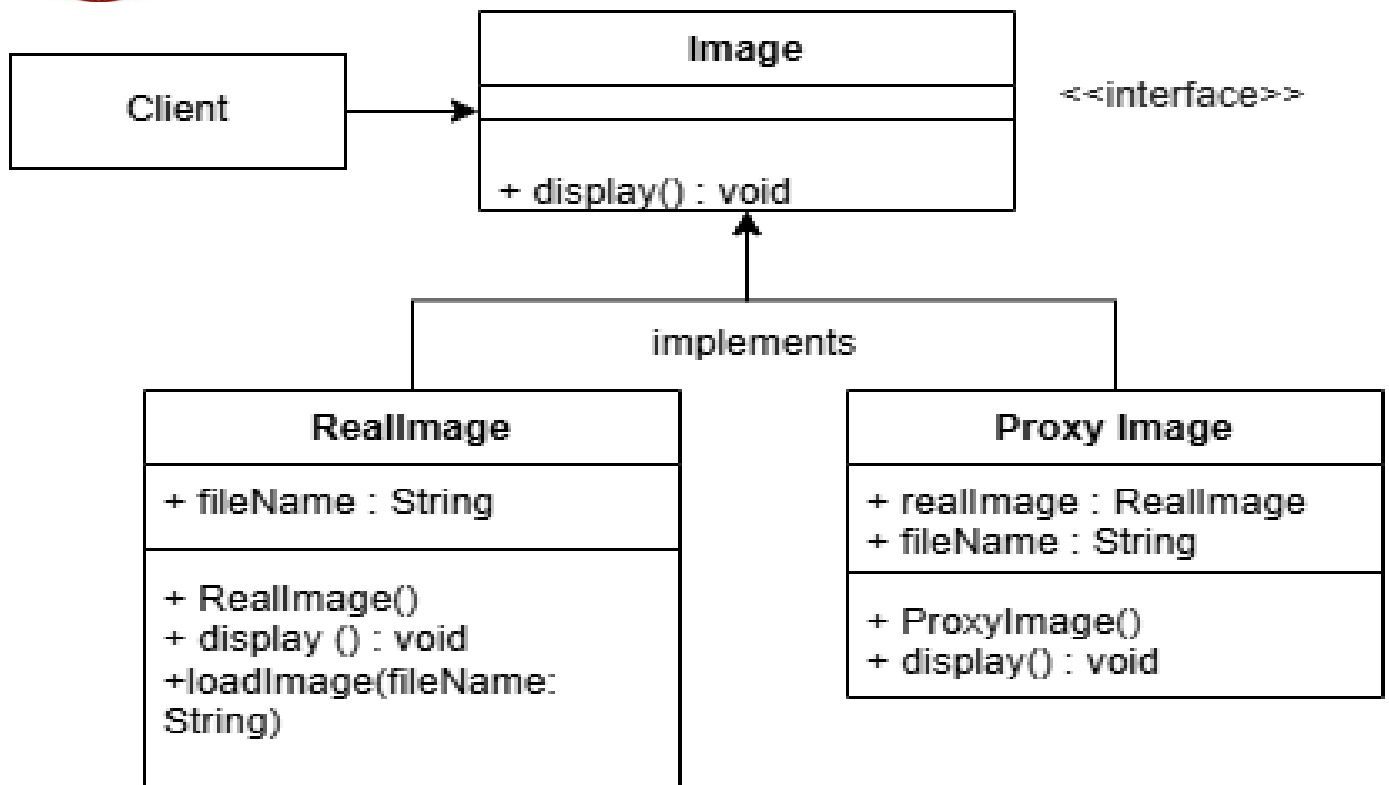 Image
Client
<<interface>>
+ display() : void
implements
RealImage
+ fileName : String
+ RealImage()
+ display () : void
+loadImage(fileName:
String)
Proxy Image
+ realImage : RealImage
+ fileName : String
+ ProxyImage()
+ display() : void